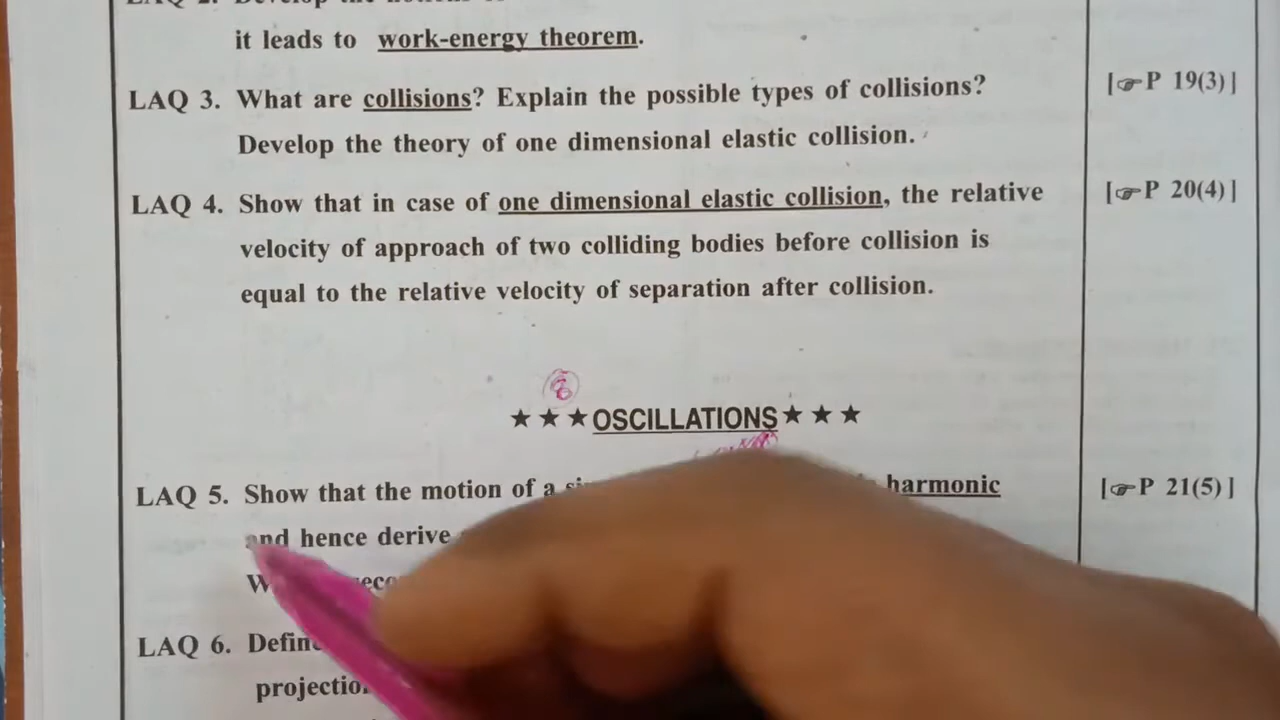 it leads to work-energy theorem.
LAQ 3. What are collisions? Explain the possible types of collisions? [☞P 19(3)]
Develop the theory of one dimensional elastic collision.
LAQ 4. Show that in case of one dimensional elastic collision, the relative [☞P 20(4)]
velocity of approach of two colliding bodies before collision is
equal to the relative velocity of separation after collision.
8
★ ★ ★ OSCILLATIONS ★ ★ ★
LAQ 5. Show that the motion of a harmonic [☞P 21(5)]
and hence derive
LAQ 6.